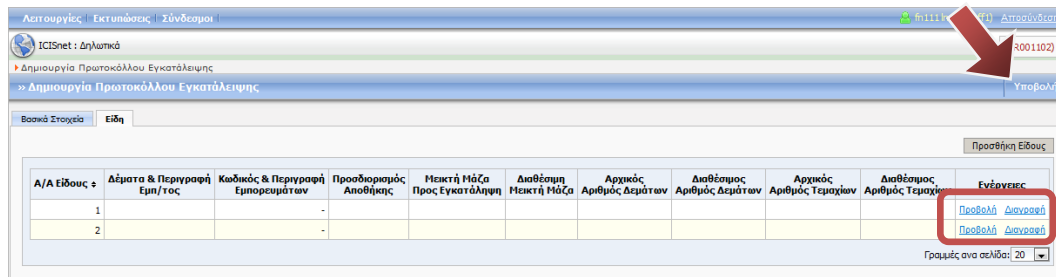 Λειτουργίες Εκτυπώσεις Σύνδεσμοι
Αποσύνδεση
ICISnet : Δηλωτικά
R001102)
Δημιουργία Πρωτοκόλλου Εγκατάλειψης
» Δημιουργία Πρωτοκόλλου Εγκατάλειψης Υποβολή
Βασικά Στοιχεία Είδη
Προσθήκη Είδους
Α/Α Είδους Δέματα & Περιγραφή Εμπ/τος Κωδικός & Περιγραφή Εμπορευμάτων Προσδιορισμός Αποθήκης Μεικτή Μάζα Προς Εγκατάληψη Διαθέσιμη Μεικτή Μάζα Αρχικός Αριθμός Δεμάτων Διαθέσιμος Αριθμός Δεμάτων Αρχικός Αριθμός Τεμαχίων Διαθέσιμος Αριθμός Τεμαχίων Ενέργειες
1 - Προβολή Διαγραφή
2 - Προβολή Διαγραφή
Γραμμές ανα σελίδα: 20